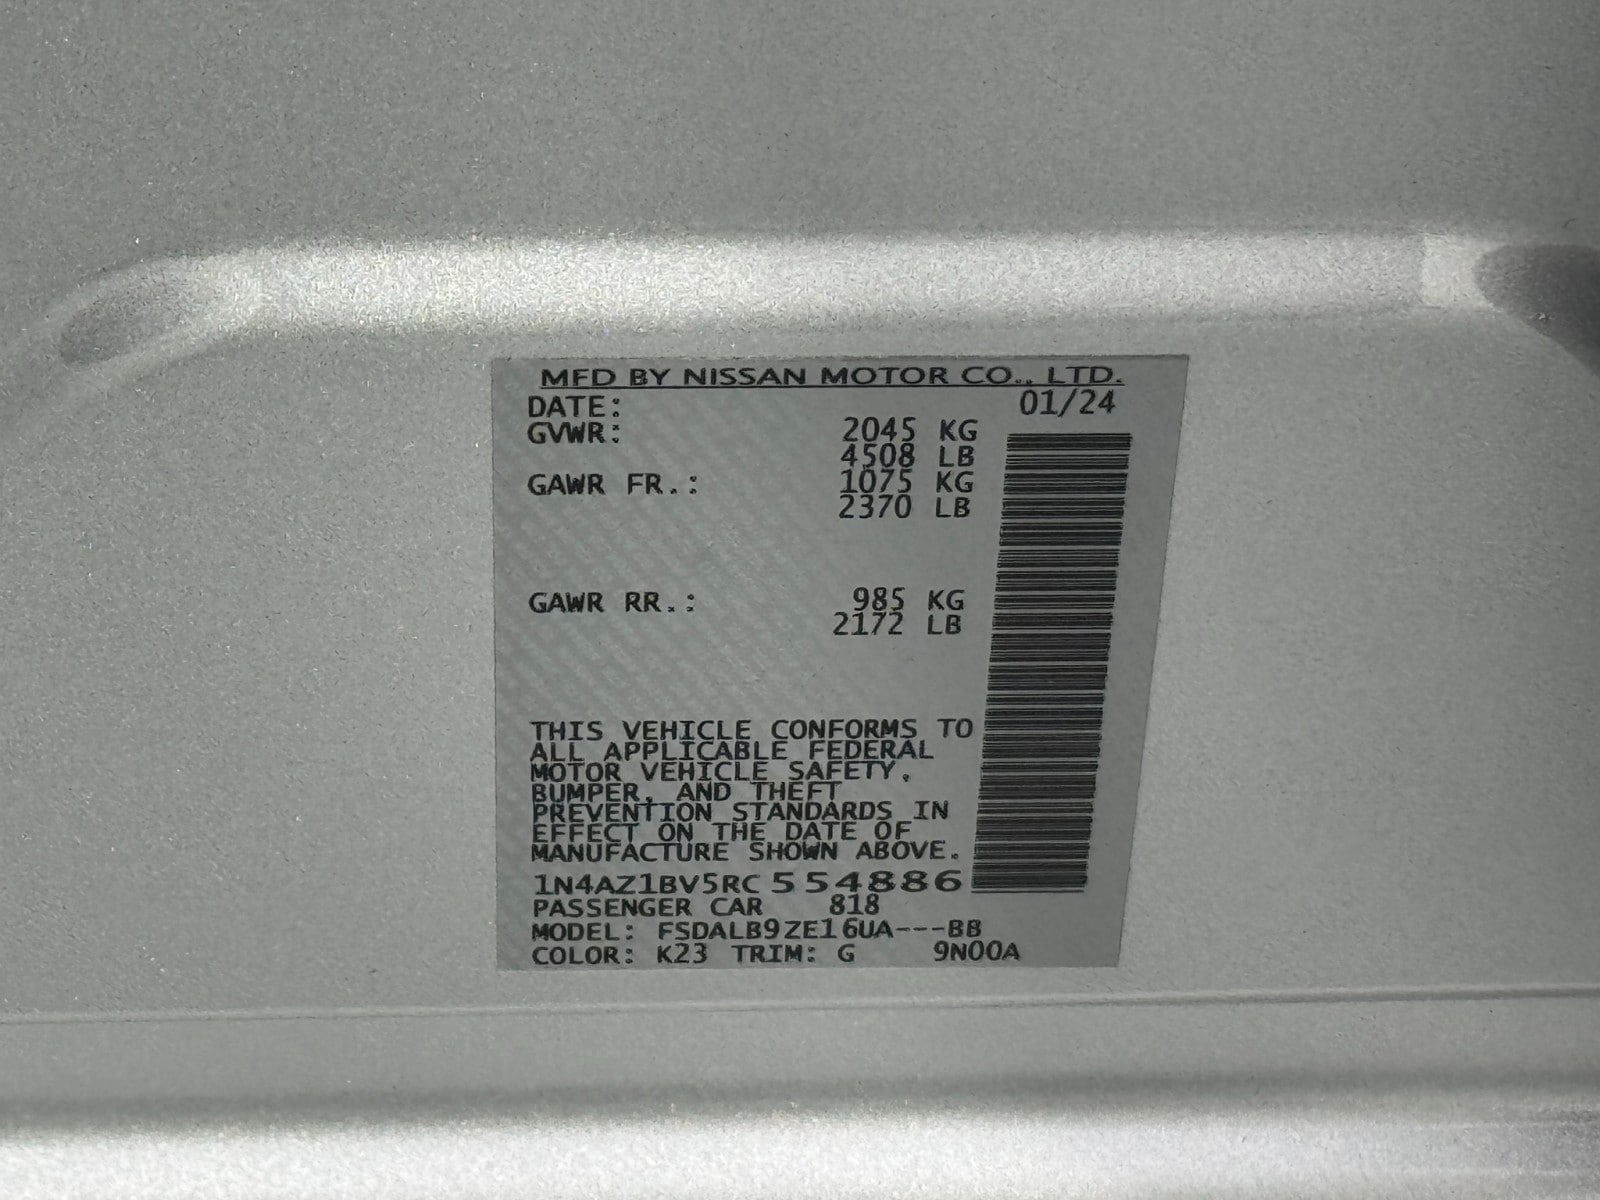 MFD BY NISSAN MOTOR CO., LTD.
DATE: 01/24
GVWR: 2045 KG
4508 LB
GAWR FR.: 1075 KG
2370 LB
GAWR RR.: 985 KG
2172 LB
THIS VEHICLE CONFORMS TO
ALL APPLICABLE FEDERAL
MOTOR VEHICLE SAFETY,
BUMPER, AND THEFT
PREVENTION STANDARDS IN
EFFECT ON THE DATE OF
MANUFACTURE SHOWN ABOVE.
1N4AZ1BV5RC554886
PASSENGER CAR 818
MODEL: FSDALB9ZE16UA---BB
COLOR: K23 TRIM: G 9N00A